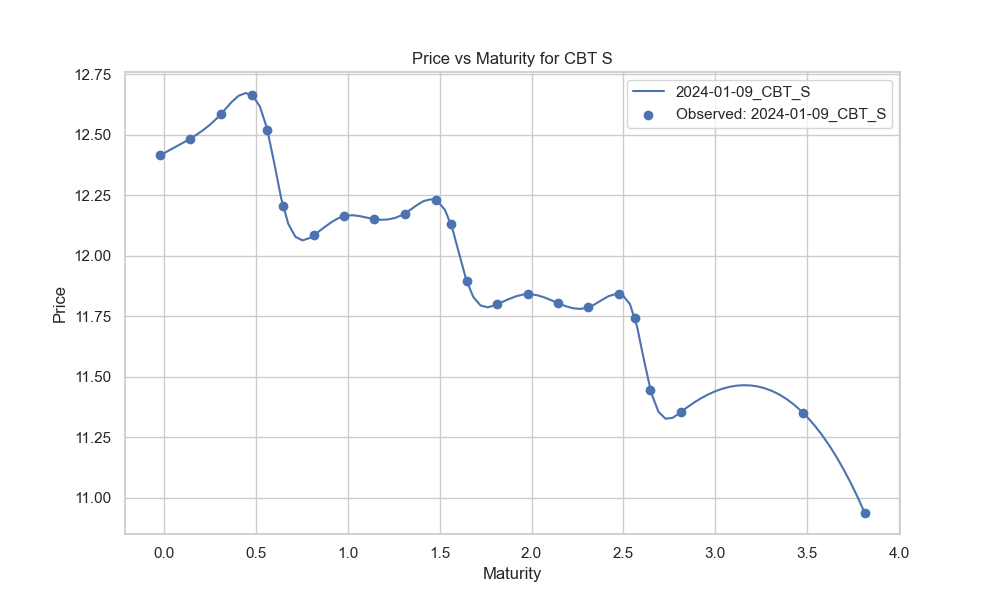 Price vs Maturity for CBT S
2024-01-09_CBT_S
Observed: 2024-01-09_CBT_S
12.75
12.50
12.25
12.00
11.75
11.50
11.25
11.00
Price
0.0 0.5 1.0 1.5 2.0 2.5 3.0 3.5 4.0
Maturity